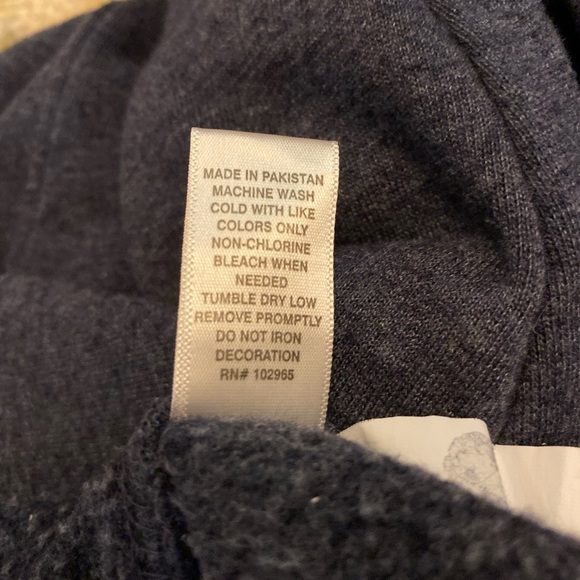 MADE IN PAKISTAN
MACHINE WASH
COLD WITH LIKE
COLORS ONLY
NON-CHLORINE
BLEACH WHEN
NEEDED
TUMBLE DRY LOW
REMOVE PROMPTLY
DO NOT IRON
DECORATION
RN# 102965